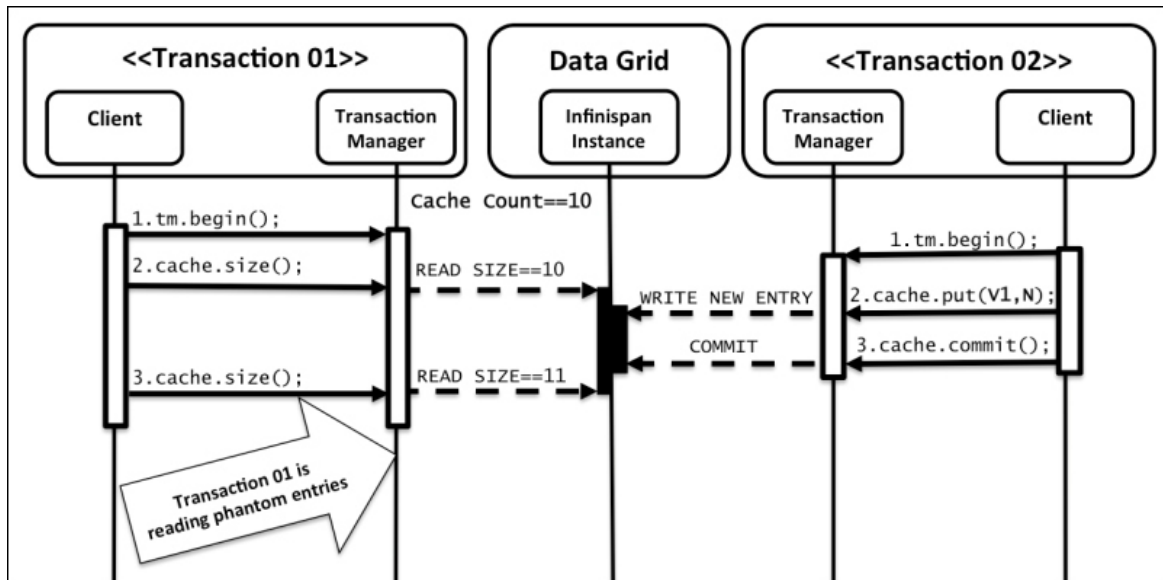 <<Transaction 01>>
Client
Transaction
Manager
Data Grid
Infinispan
Instance
<<Transaction 02>>
Transaction
Manager
Client
Cache Count==10
1.tm.begin();
1.tm.begin();
2.cache.size();
READ SIZE==10
WRITE NEW ENTRY
2.cache.put(V1,N);
COMMIT
3.cache.commit();
3.cache.size();
READ SIZE==11
Transaction 01 is
reading phantom entries